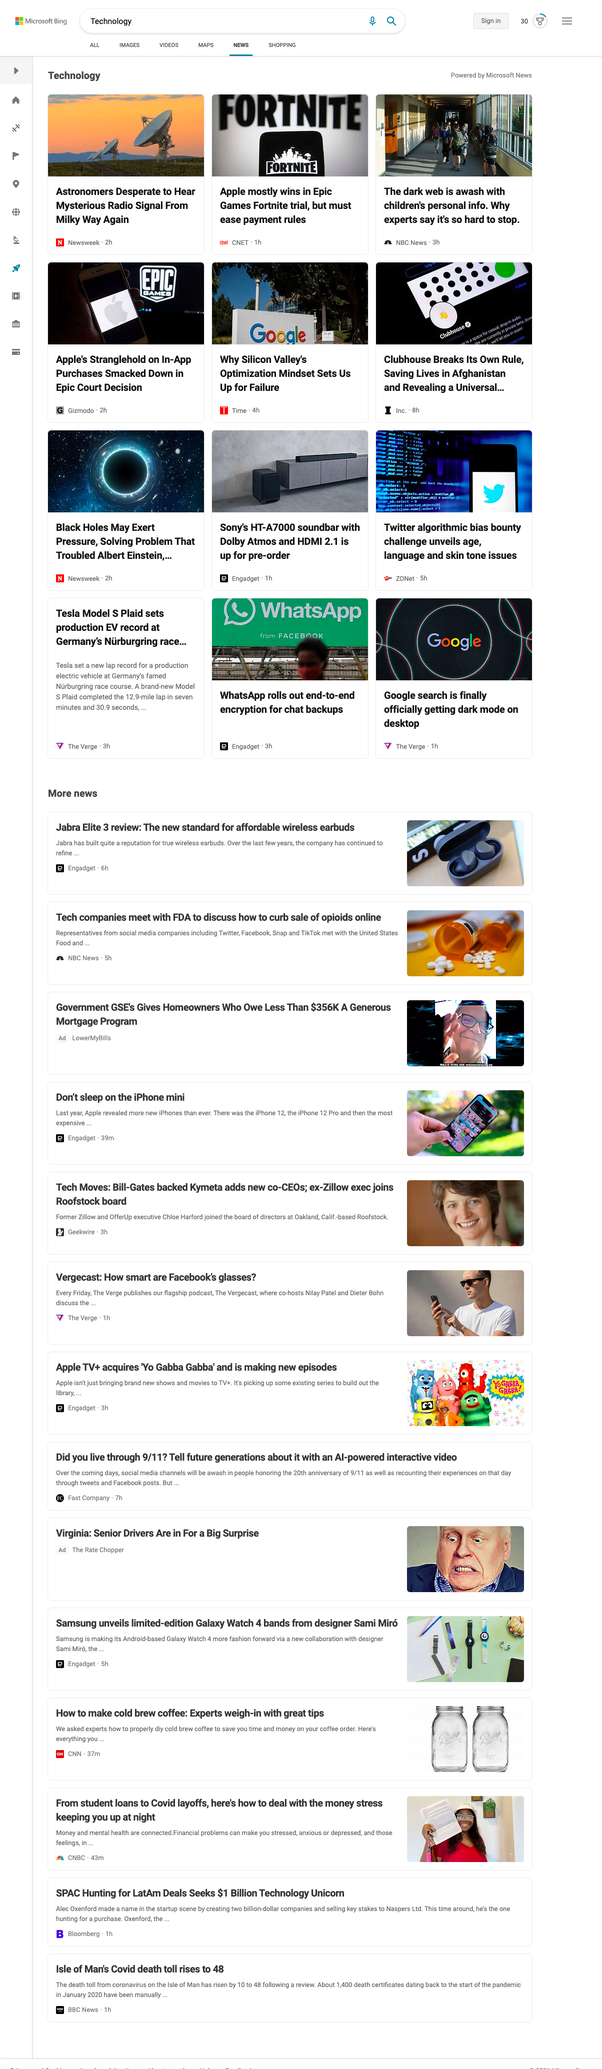 Microsoft Bing
Technology
Sign in
30
ALL
IMAGES
VIDEOS
MAPS
NEWS
SHOPPING
Technology
Powered by Microsoft News
FORTNITE
FORTNITE
Astronomers Desperate to Hear
Mysterious Radio Signal From
Milky Way Again
Newsweek · 2h
Apple mostly wins in Epic
Games Fortnite trial, but must
ease payment rules
CNET · 1h
The dark web is awash with
children's personal info. Why
experts say it's so hard to stop.
NBC News · 3h
EPIC
GAMES
Google
Clubhouse
Apple's Stranglehold on In-App
Purchases Smacked Down in
Epic Court Decision
Gizmodo · 2h
Why Silicon Valley's
Optimization Mindset Sets Us
Up for Failure
Time · 4h
Clubhouse Breaks Its Own Rule,
Saving Lives in Afghanistan
and Revealing a Universal...
Inc. · 8h
Black Holes May Exert
Pressure, Solving Problem That
Troubled Albert Einstein,...
Newsweek · 2h
Sony's HT-A7000 soundbar with
Dolby Atmos and HDMI 2.1 is
up for pre-order
Engadget · 1h
Twitter algorithmic bias bounty
challenge unveils age,
language and skin tone issues
ZDNet · 5h
Tesla Model S Plaid sets
production EV record at
Germany's Nürburgring race...
Tesla set a new lap record for a production
electric vehicle at Germany's famed
Nürburgring race course. A brand-new Model
S Plaid completed the 12.9-mile lap in seven
minutes and 30.9 seconds, ...
The Verge · 3h
WhatsApp
from FACEBOOK
WhatsApp rolls out end-to-end
encryption for chat backups
Engadget · 3h
Google
Google search is finally
officially getting dark mode on
desktop
The Verge · 1h
More news
Jabra Elite 3 review: The new standard for affordable wireless earbuds
Jabra has built quite a reputation for true wireless earbuds. Over the last few years, the company has continued to
refine ...
Engadget · 6h
Tech companies meet with FDA to discuss how to curb sale of opioids online
Representatives from social media companies including Twitter, Facebook, Snap and TikTok met with the United States
Food and ...
NBC News · 5h
Government GSE's Gives Homeowners Who Owe Less Than $356K A Generous
Mortgage Program
Ad LowerMyBills
Don't sleep on the iPhone mini
Last year, Apple revealed more new iPhones than ever. There was the iPhone 12, the iPhone 12 Pro and then the most
expensive ...
Engadget · 39m
Tech Moves: Bill-Gates backed Kymeta adds new co-CEOs; ex-Zillow exec joins
Roofstock board
Former Zillow and OfferUp executive Chloe Harford joined the board of directors at Oakland, Calif.-based Roofstock.
Geekwire · 3h
Vergecast: How smart are Facebook's glasses?
Every Friday, The Verge publishes our flagship podcast, The Vergecast, where co-hosts Nilay Patel and Dieter Bohn
discuss the ...
The Verge · 1h
Apple TV+ acquires 'Yo Gabba Gabba' and is making new episodes
Apple isn't just bringing brand new shows and movies to TV+. It's picking up some existing series to build out the
library, ...
Engadget · 3h
YO GABBA GABBA!
Did you live through 9/11? Tell future generations about it with an AI-powered interactive video
Over the coming days, social media channels will be awash in people honoring the 20th anniversary of 9/11 as well as recounting their experiences on that day
through tweets and Facebook posts. But ...
Fast Company · 7h
Virginia: Senior Drivers Are in For a Big Surprise
Ad The Rate Chopper
Samsung unveils limited-edition Galaxy Watch 4 bands from designer Sami Miró
Samsung is making its Android-based Galaxy Watch 4 more fashion forward via a new collaboration with designer
Sami Miró, the ...
Engadget · 5h
How to make cold brew coffee: Experts weigh-in with great tips
We asked experts how to properly diy cold brew coffee to save you time and money on your coffee order. Here's
everything you ...
CNN · 37m
From student loans to Covid layoffs, here's how to deal with the money stress
keeping you up at night
Money and mental health are connected.Financial problems can make you stressed, anxious or depressed, and those
feelings, in ...
CNBC · 43m
SPAC Hunting for LatAm Deals Seeks $1 Billion Technology Unicorn
Alec Oxenford made a name in the startup scene by creating two billion-dollar companies and selling key stakes to Naspers Ltd. This time around, he's the one
hunting for a purchase. Oxenford, the ...
Bloomberg · 1h
Isle of Man's Covid death toll rises to 48
The death toll from coronavirus on the Isle of Man has risen by 10 to 48 following a review. About 1,400 death certificates dating back to the start of the pandemic
in January 2020 have been manually ...
BBC News · 1h